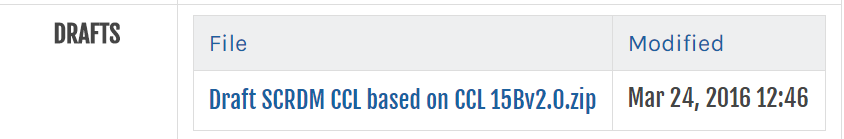 DRAFTS
File Modified
Draft SCRDM CCL based on CCL 15Bv2.0.zip Mar 24, 2016 12:46